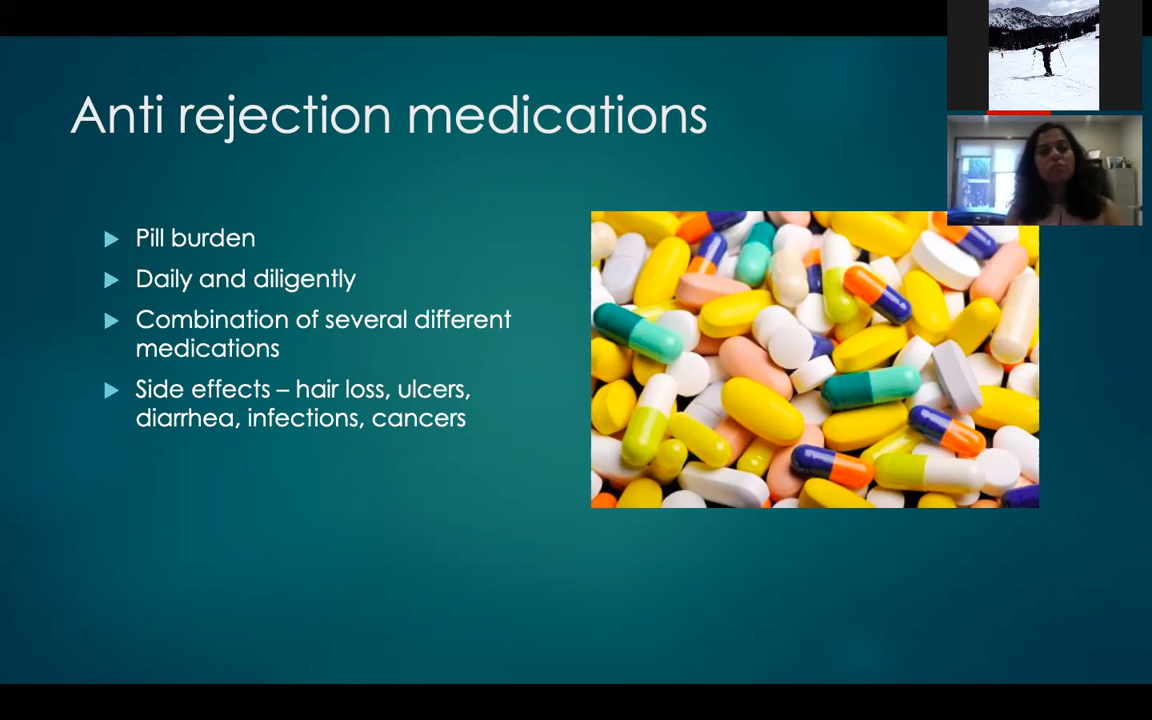 Anti rejection medications
Pill burden
Daily and diligently
Combination of several different
medications
Side effects – hair loss, ulcers,
diarrhea, infections, cancers